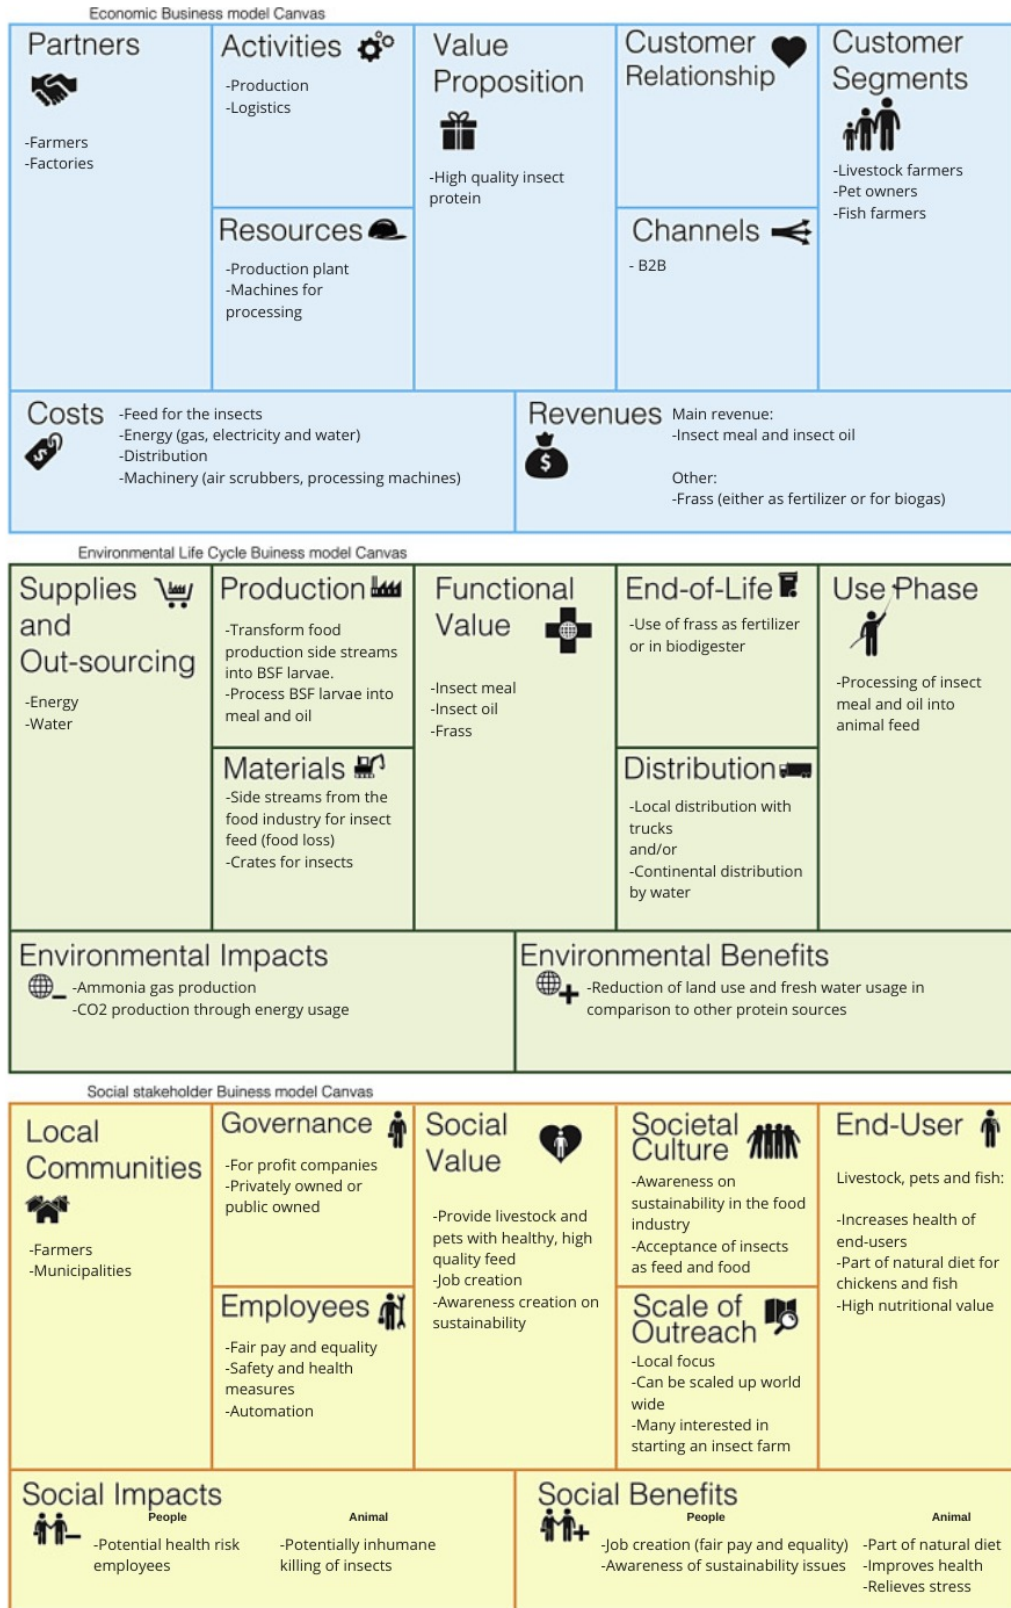 Economic Business model Canvas
Partners
-Farmers
-Factories
Activities
-Production
-Logistics
Resources
-Production plant
-Machines for
processing
Value
Proposition
-High quality insect
protein
Customer
Relationship
Channels
- B2B
Customer
Segments
-Livestock farmers
-Pet owners
-Fish farmers
Costs
-Feed for the insects
-Energy (gas, electricity and water)
-Distribution
-Machinery (air scrubbers, processing machines)
Revenues
Main revenue:
-Insect meal and insect oil
Other:
-Frass (either as fertilizer or for biogas)
Environmental Life Cycle Buiness model Canvas
Supplies
and
Out-sourcing
-Energy
-Water
Production
-Transform food
production side streams
into BSF larvae.
-Process BSF larvae into
meal and oil
Materials
-Side streams from the
food industry for insect
feed (food loss)
-Crates for insects
Functional
Value
-Insect meal
-Insect oil
-Frass
End-of-Life
-Use of frass as fertilizer
or in biodigester
Distribution
-Local distribution with
trucks
and/or
-Continental distribution
by water
Use Phase
-Processing of insect
meal and oil into
animal feed
Environmental Impacts
-Ammonia gas production
-CO2 production through energy usage
Environmental Benefits
-Reduction of land use and fresh water usage in
comparison to other protein sources
Social stakeholder Buiness model Canvas
Local
Communities
-Farmers
-Municipalities
Governance
-For profit companies
-Privately owned or
public owned
Employees
-Fair pay and equality
-Safety and health
measures
-Automation
Social
Value
-Provide livestock and
pets with healthy, high
quality feed
-Job creation
-Awareness creation on
sustainability
Societal
Culture
-Awareness on
sustainability in the food
industry
-Acceptance of insects
as feed and food
Scale of
Outreach
-Local focus
-Can be scaled up world
wide
-Many interested in
starting an insect farm
End-User
Livestock, pets and fish:
-Increases health of
end-users
-Part of natural diet for
chickens and fish
-High nutritional value
Social Impacts
People
-Potential health risk
employees
Animal
-Potentially inhumane
killing of insects
Social Benefits
People
-Job creation (fair pay and equality)
-Awareness of sustainability issues
Animal
-Part of natural diet
-Improves health
-Relieves stress